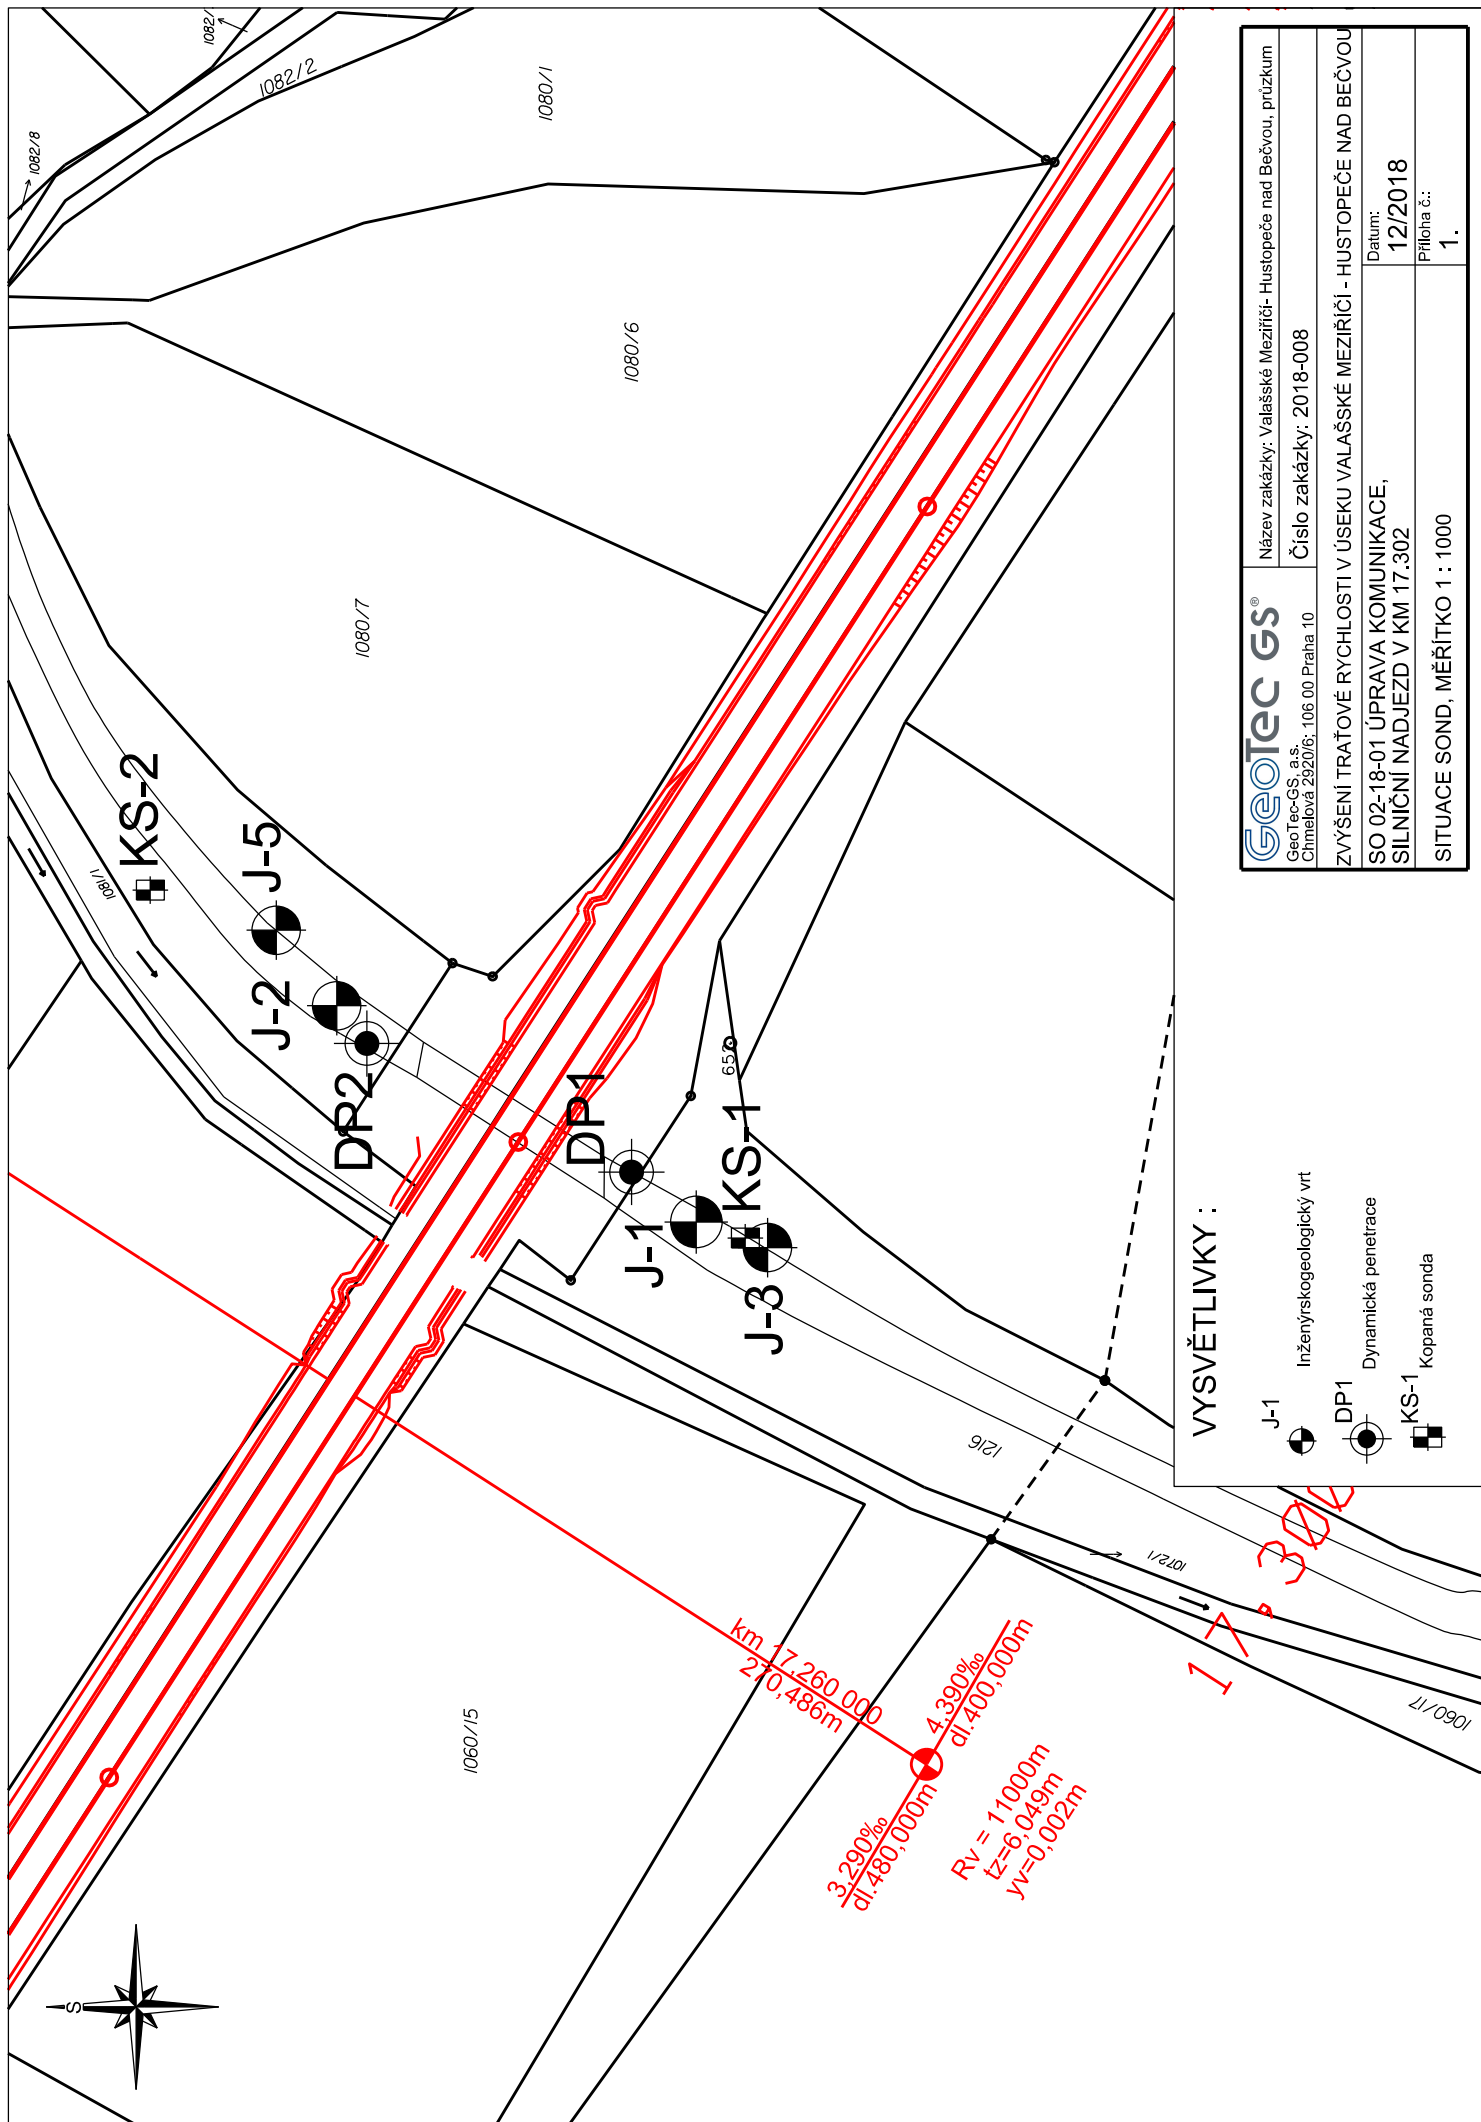 1082/8
1082/2
1080/1
1080/6
1080/7
1081/1
KS-2
J-5
J-2
DP2
DP1
J-1
KS-1
J-3
1216
1072/1
1060/17
1060/15
S
km 17,260 000
270,486m
3,290‰
dl.480,000m
4,390‰
dl.400,000m
Rv = 11000m
tz=6,049m
yv=0,002m
VYSVĚTLIVKY :
J-1
Inženýrskogeologický vrt
DP1
Dynamická penetrace
KS-1
Kopaná sonda
GeoTec GS®
GeoTec-GS, a.s.
Chmelová 2920/6; 106 00 Praha 10
Název zakázky: Valašské Meziříčí- Hustopeče nad Bečvou, průzkum
Číslo zakázky: 2018-008
ZVÝŠENÍ TRAŤOVÉ RYCHLOSTI V ÚSEKU VALAŠSKÉ MEZIŘÍČÍ - HUSTOPEČE NAD BEČVOU
SO 02-18-01 ÚPRAVA KOMUNIKACE,
SILNIČNÍ NADJEZD V KM 17.302
Datum:
12/2018
SITUACE SOND, MĚŘÍTKO 1 : 1000
Příloha č.:
1.